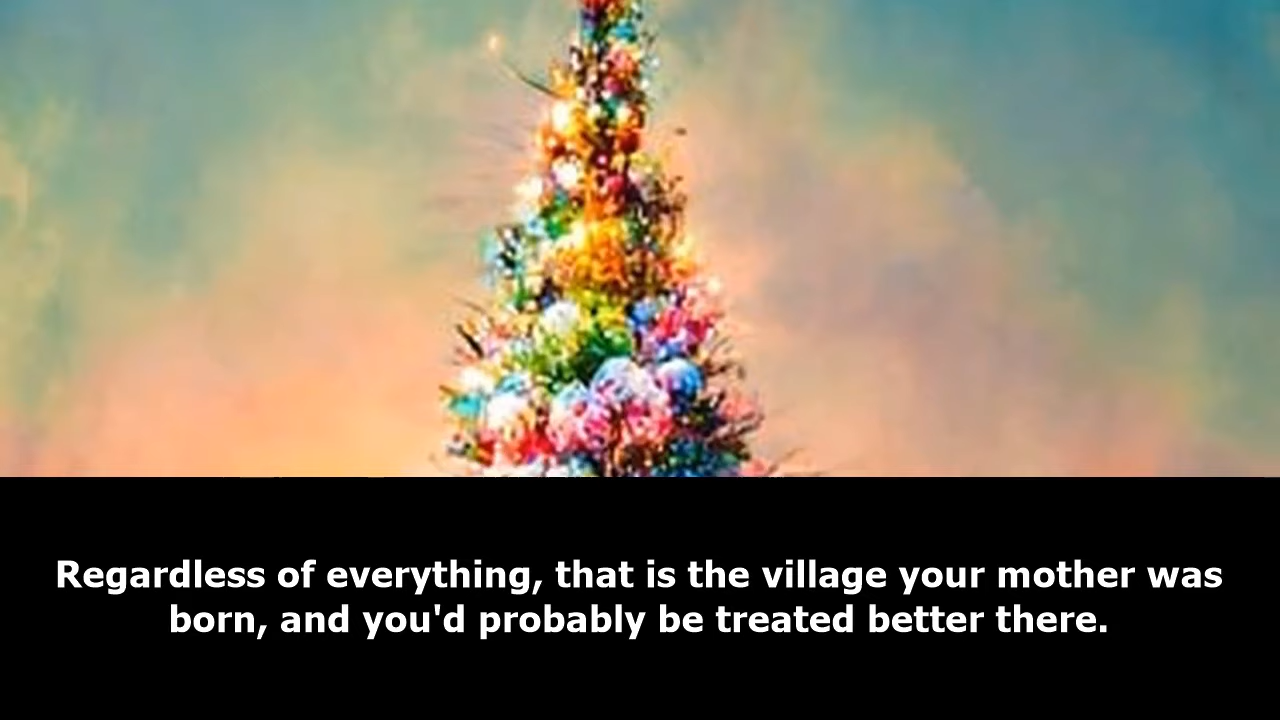 Regardless of everything, that is the village your mother was
born, and you'd probably be treated better there.